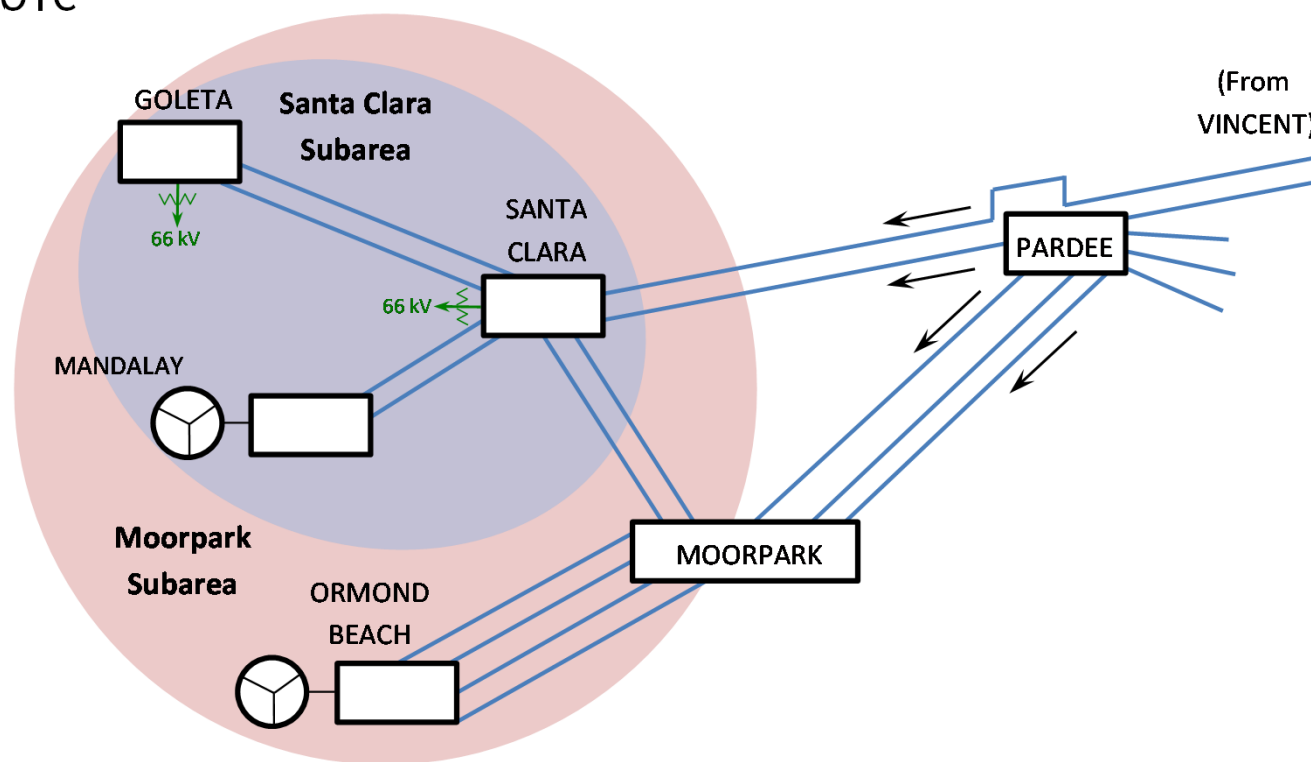 GOLETA
Santa Clara
Subarea
66 kV
SANTA
CLARA
66 kV
MANDALAY
Moorpark
Subarea
ORMOND
BEACH
MOORPARK
PARDEE
(From
VINCENT)